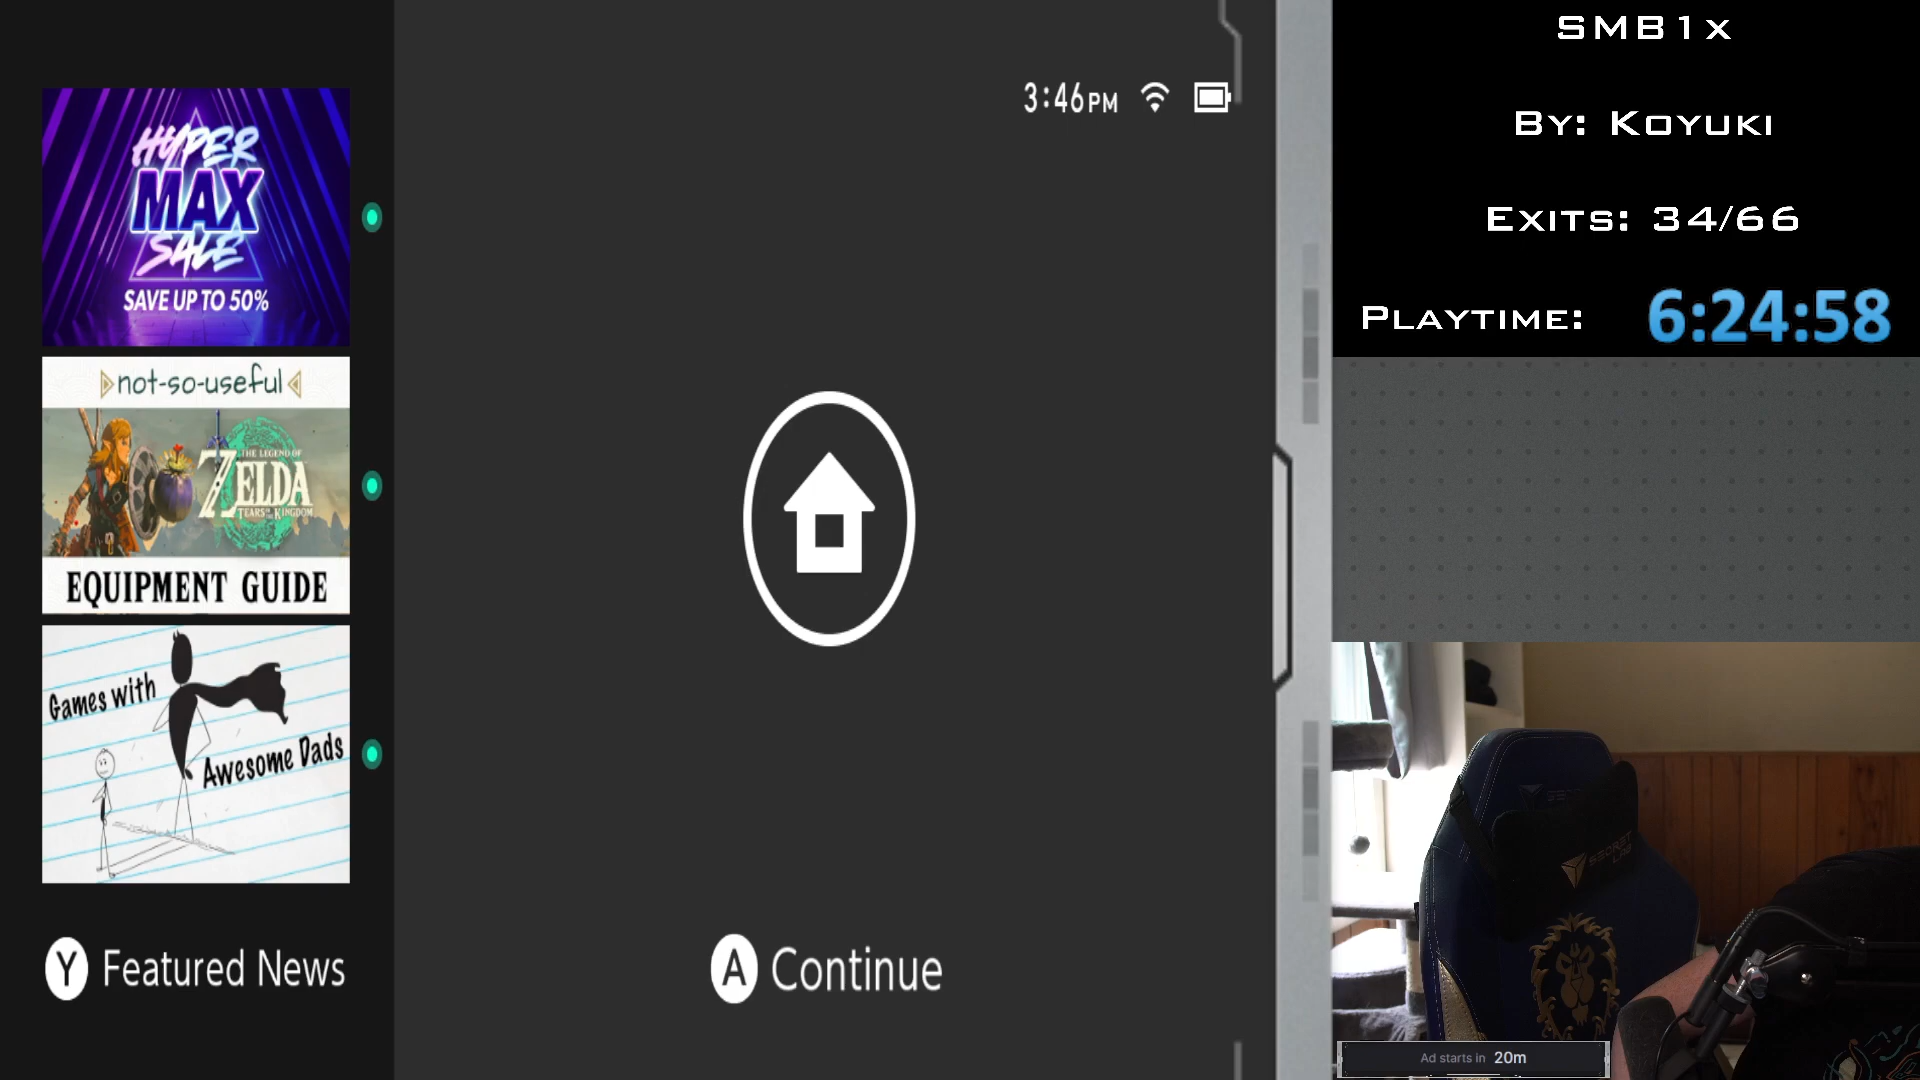 HYPER
MAX
SALE
SAVE UP TO 50%
not-so-useful
THE LEGEND OF
ZELDA
TEARS OF THE KINGDOM
EQUIPMENT GUIDE
Games with
Awesome Dads
Y Featured News
3:46PM
A Continue
SMB1x
By: Koyuki
Exits: 34/66
Playtime: 6:24:58
SECRET
LAB
Ad starts in 20m